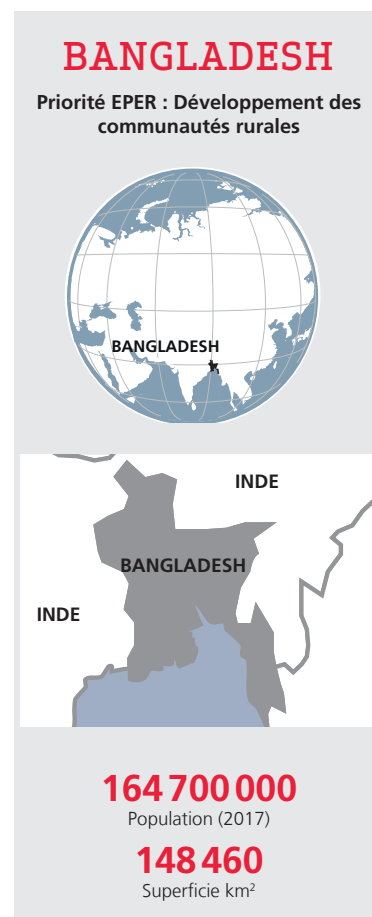 BANGLADESH
Priorité EPER : Développement des
communautés rurales
BANGLADESH
INDE
BANGLADESH
INDE
164 700 000
Population (2017)
148 460
Superficie km²